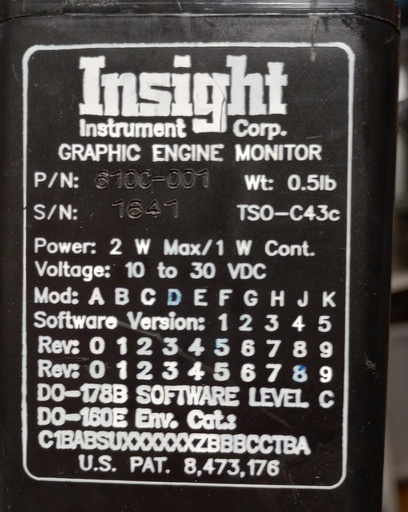 Insight
Instrument Corp.
GRAPHIC ENGINE MONITOR
P/N: 610C-001 Wt: 0.5lb
S/N: 1641 TSO-C43c
Power: 2 W Max/1 W Cont.
Voltage: 10 to 30 VDC
Mod: A B C D E F G H J K
Software Version: 1 2 3 4 5
Rev: 0 1 2 3 4 5 6 7 8 9
Rev: 0 1 2 3 4 5 6 7 8 9
DO-178B SOFTWARE LEVEL C
DO-160E Env. Cat.:
C1BABSUXXXXXXZBBBCCTBA
U.S. PAT. 8,473,176